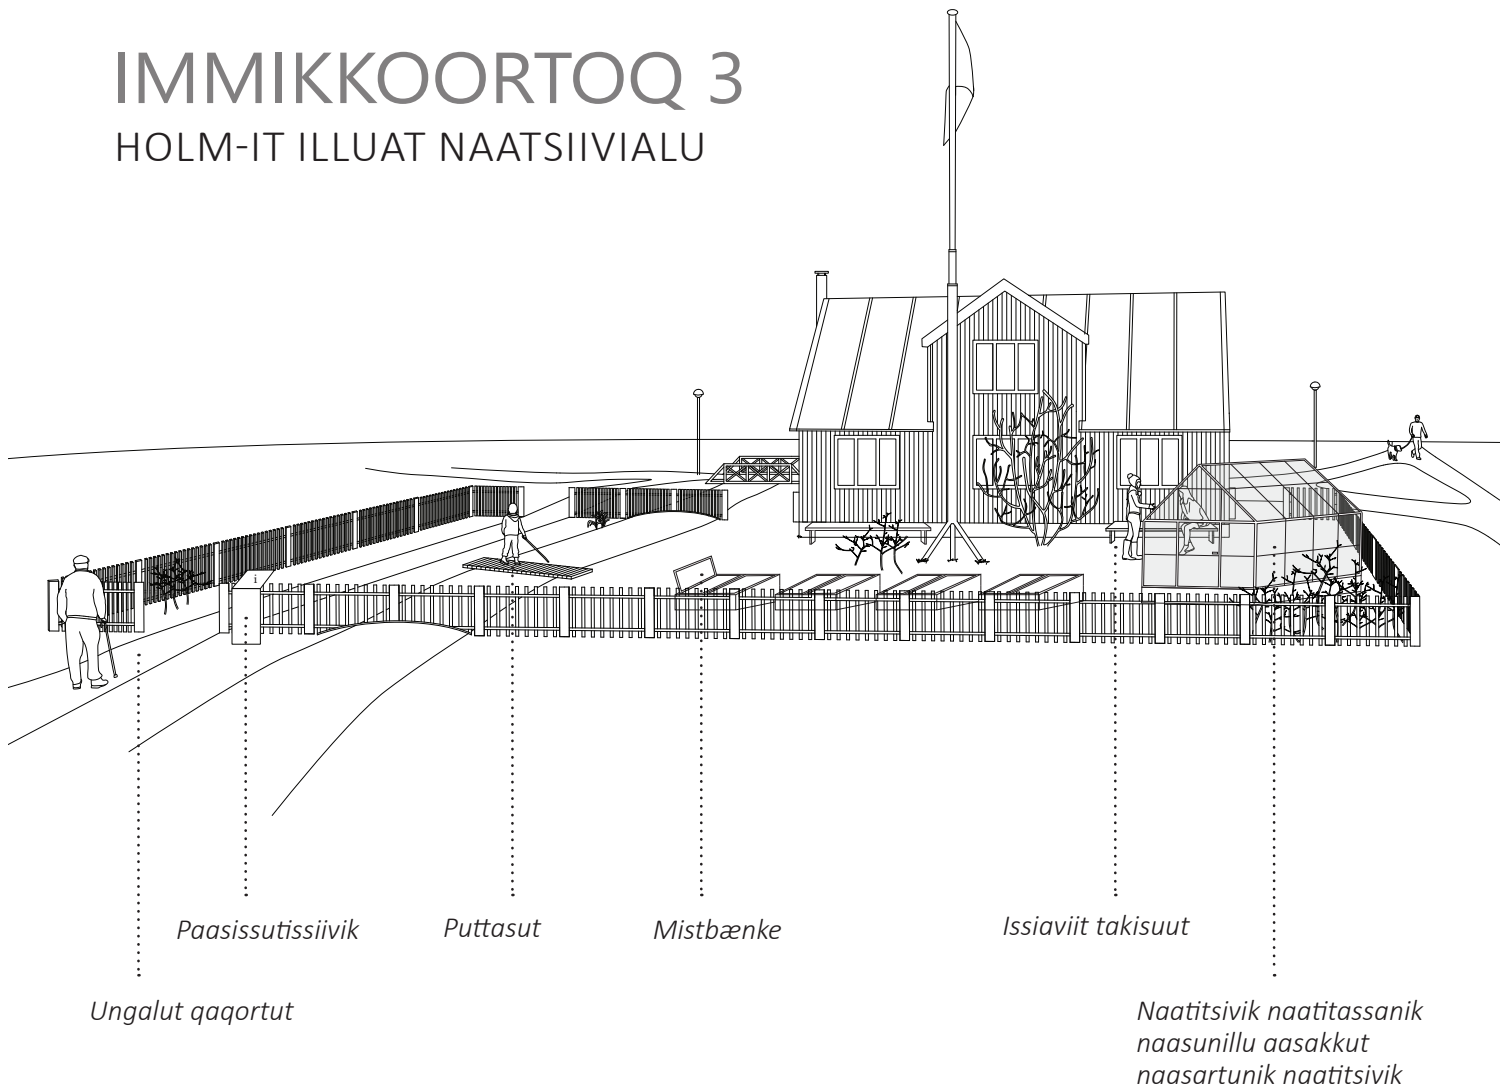 IMMIKKOORTOQ 3
HOLM-IT ILLUAT NAATSIIVIALU
i
Paasissutissiivik
Puttasut
Mistbænke
Issiaviit takisuut
Ungalut qaqortut
Naatitsivik naatitassanik
naasunillu aasakkut
naasartunik naatitsivik